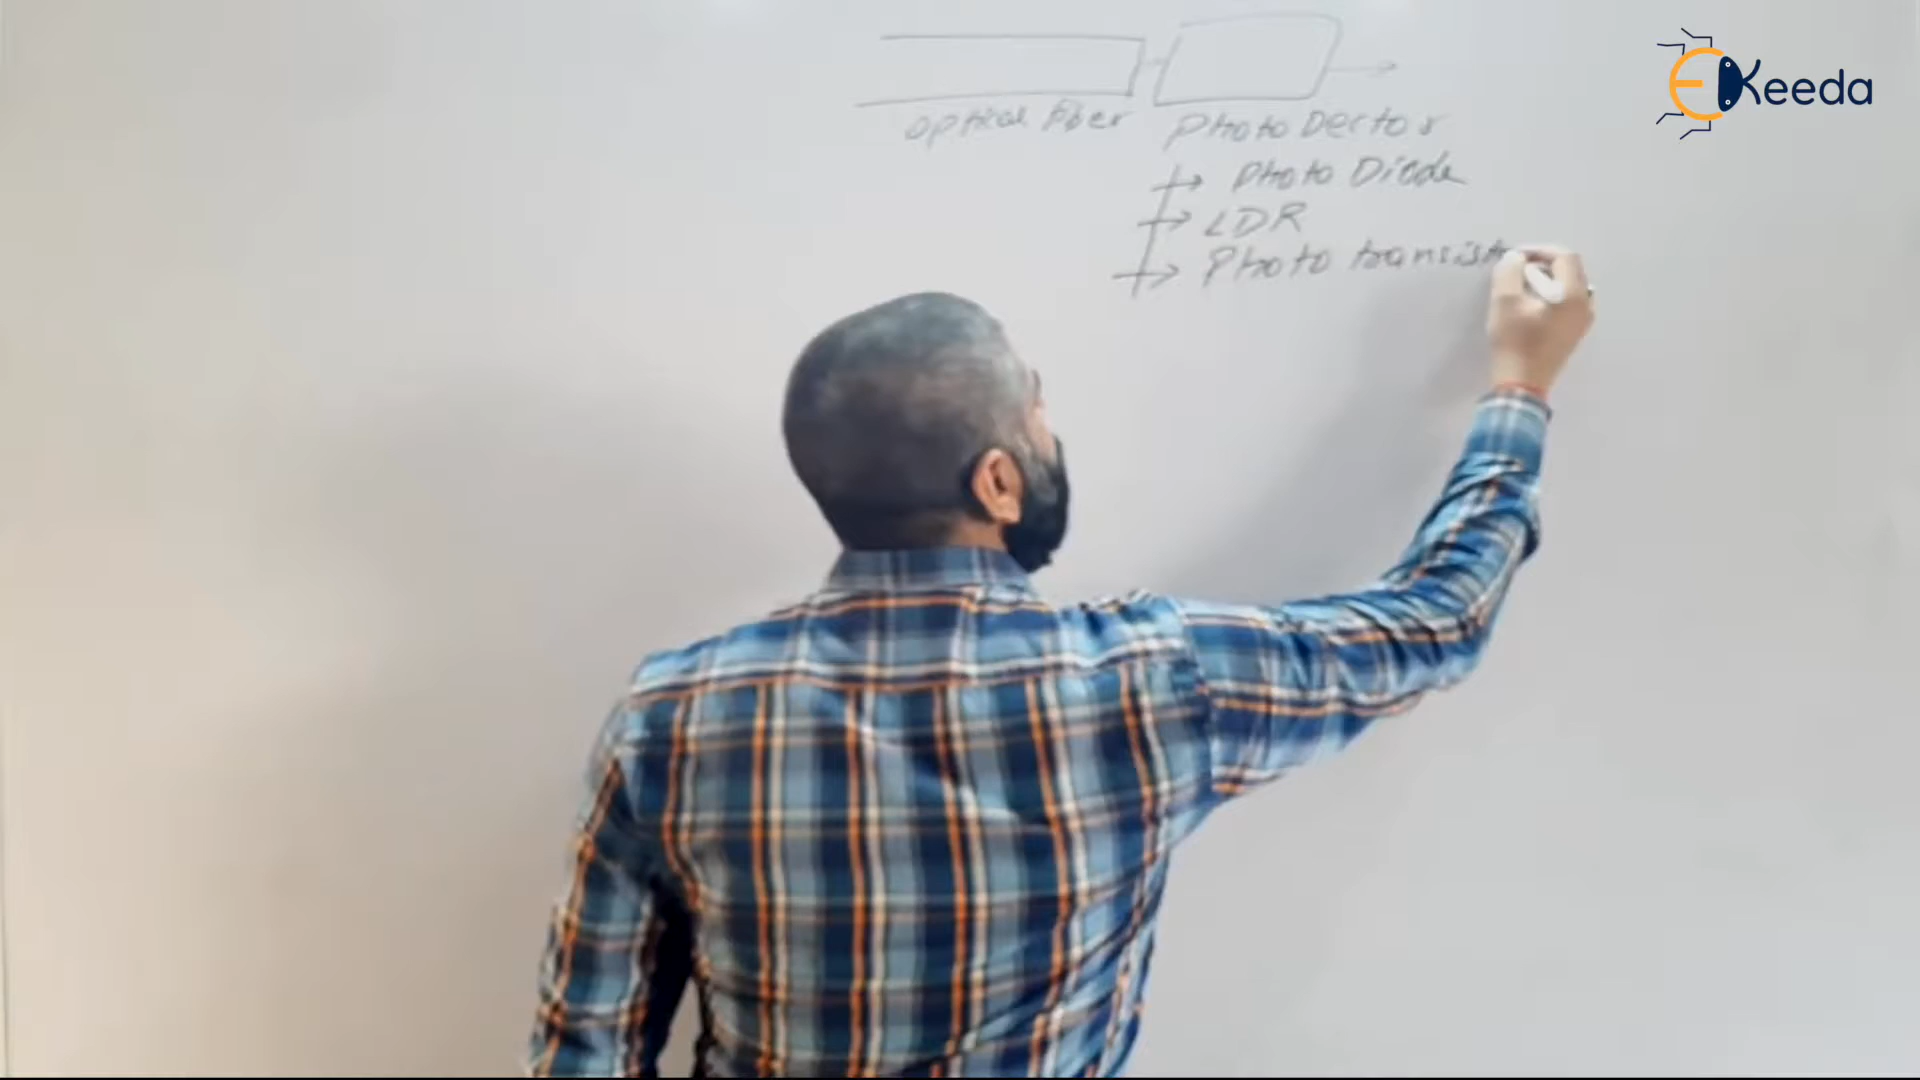 EKeeda
optical Fiber
Photo Dector
Photo Diode
LDR
Photo transist